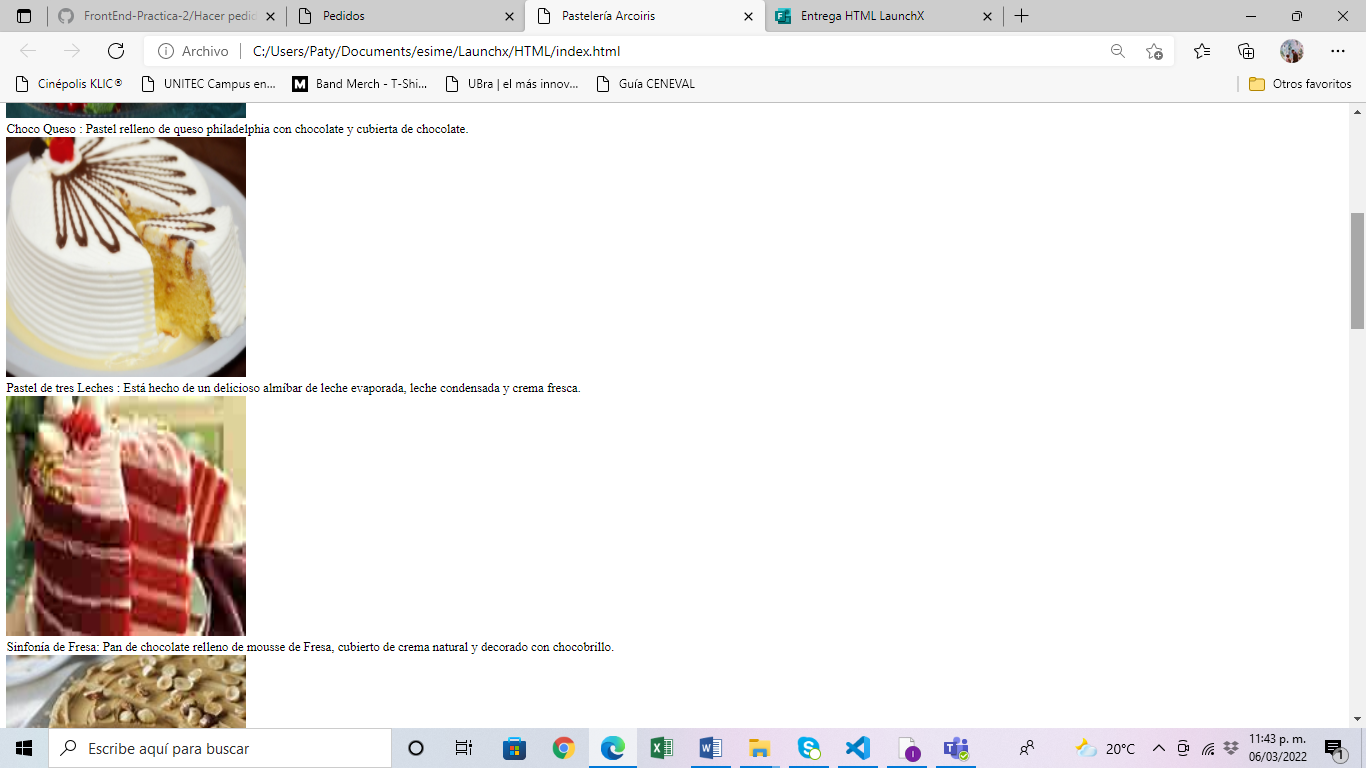 FrontEnd-Practica-2/Hacer pedid
Pedidos
Pastelería Arcoiris
Entrega HTML LaunchX
Archivo
C:/Users/Paty/Documents/esime/Launchx/HTML/index.html
Cinépolis KLIC®
UNITEC Campus en...
M
Band Merch - T-Shi...
UBra | el más innov...
Guía CENEVAL
Otros favoritos
Choco Queso : Pastel relleno de queso philadelphia con chocolate y cubierta de chocolate.
Pastel de tres Leches : Está hecho de un delicioso almíbar de leche evaporada, leche condensada y crema fresca.
Sinfonía de Fresa: Pan de chocolate relleno de mousse de Fresa, cubierto de crema natural y decorado con chocobrillo.
Escribe aquí para buscar
20°C
11:43 p. m.
06/03/2022
1